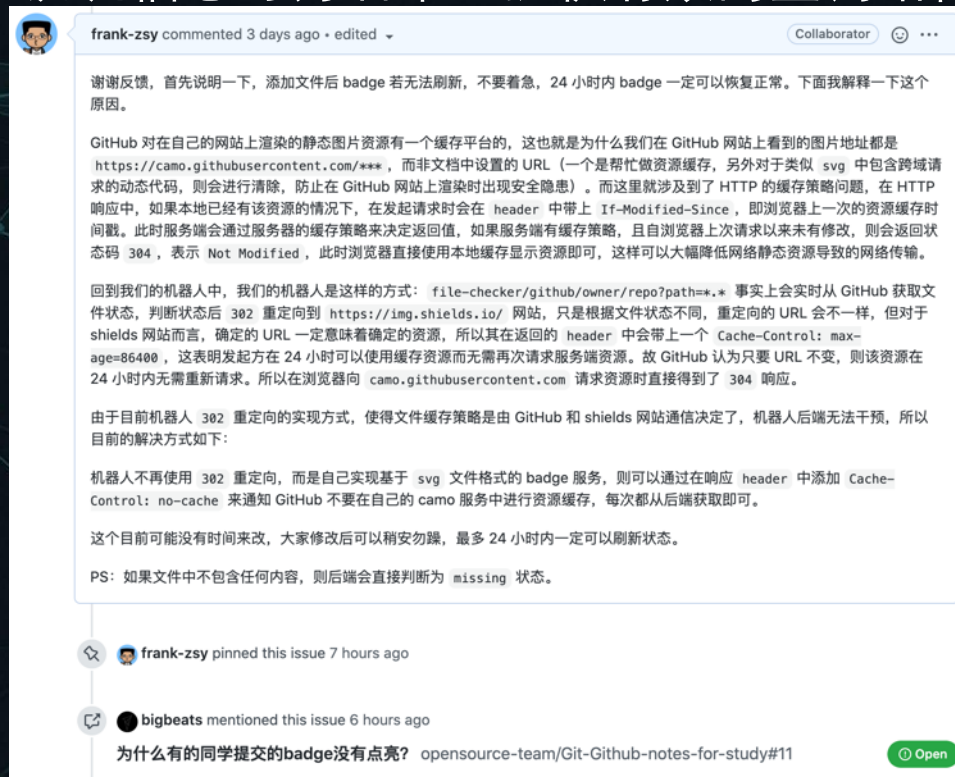 frank-zsy commented 3 days ago • edited
Collaborator
谢谢反馈，首先说明一下，添加文件后 badge 若无法刷新，不要着急，24 小时内 badge 一定可以恢复正常。下面我解释一下这个
原因。
GitHub 对在自己的网站上渲染的静态图片资源有一个缓存平台的，这也就是为什么我们在 GitHub 网站上看到的图片地址都是
https://camo.githubusercontent.com/*** ，而非文档中设置的 URL（一个是帮忙做资源缓存，另外对于类似 svg 中包含跨域请
求的动态代码，则会进行清除，防止在 GitHub 网站上渲染时出现安全隐患）。而这里就涉及到了 HTTP 的缓存策略问题，在 HTTP
响应中，如果本地已经有该资源的情况下，在发起请求时会在 header 中带上 If-Modified-Since ，即浏览器上一次的资源缓存时
间戳。此时服务端会通过服务器的缓存策略来决定返回值，如果服务端有缓存策略，且自浏览器上次请求以来未有修改，则会返回状
态码 304 ，表示 Not Modified ，此时浏览器直接使用本地缓存显示资源即可，这样可以大幅降低网络静态资源导致的网络传输。
回到我们的机器人中，我们的机器人是这样的方式： file-checker/github/owner/repo?path=*.* 事实上会实时从 GitHub 获取文
件状态，判断状态后 302 重定向到 https://img.shields.io/ 网站，只是根据文件状态不同，重定向的 URL 会不一样，但对于
shields 网站而言，确定的 URL 一定意味着确定的资源，所以其在返回的 header 中会带上一个 Cache-Control: max-
age=86400 ，这表明发起方在 24 小时可以使用缓存资源而无需再次请求服务端资源。故 GitHub 认为只要 URL 不变，则该资源在
24 小时内无需重新请求。所以在浏览器向 camo.githubusercontent.com 请求资源时直接得到了 304 响应。
由于目前机器人 302 重定向的实现方式，使得文件缓存策略是由 GitHub 和 shields 网站通信决定了，机器人后端无法干预，所以
目前的解决方式如下：
机器人不再使用 302 重定向，而是自己实现基于 svg 文件格式的 badge 服务，则可以通过在响应 header 中添加 Cache-
Control: no-cache 来通知 GitHub 不要在自己的 camo 服务中进行资源缓存，每次都从后端获取即可。
这个目前可能没有时间来改，大家修改后可以稍安勿躁，最多 24 小时内一定可以刷新状态。
PS：如果文件中不包含任何内容，则后端会直接判断为 missing 状态。
frank-zsy pinned this issue 7 hours ago
bigbeats mentioned this issue 6 hours ago
为什么有的同学提交的badge没有点亮? opensource-team/Git-Github-notes-for-study#11
Open